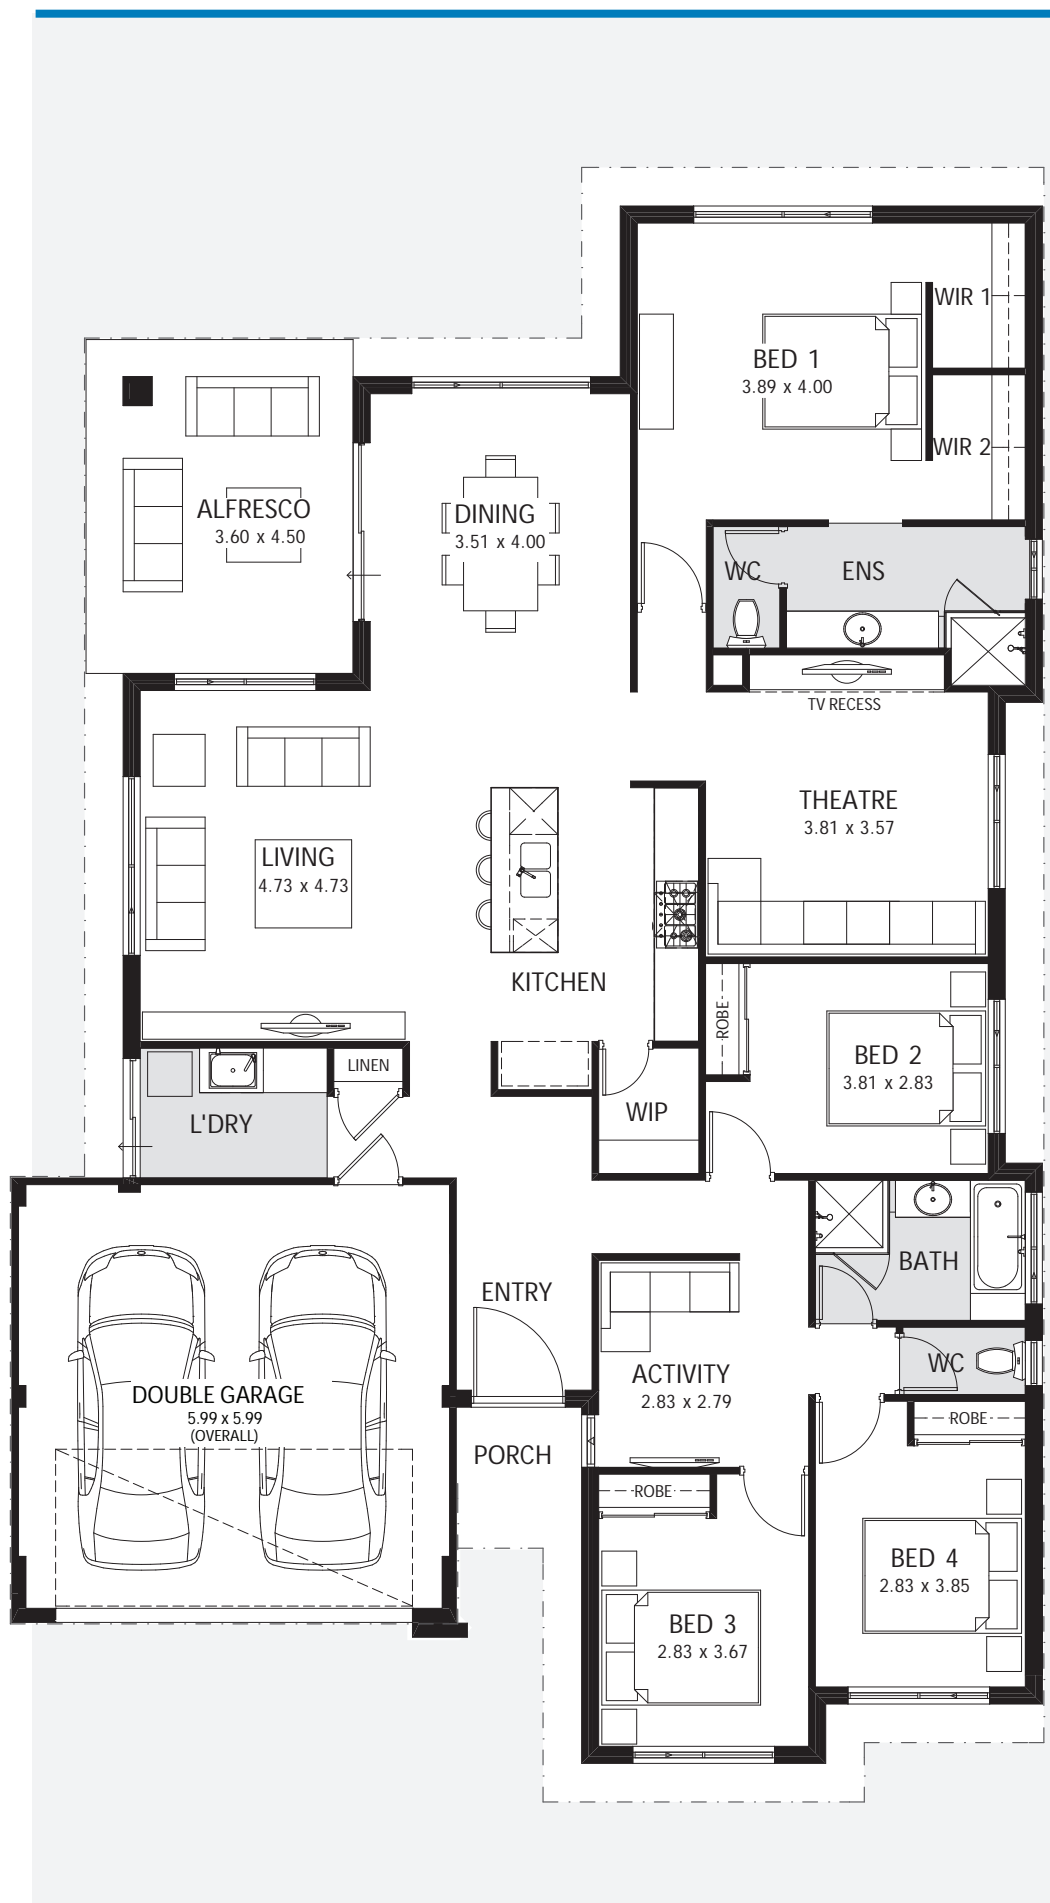 WIR 1
BED 1
3.89 x 4.00
WIR 2
ALFRESCO
3.60 x 4.50
DINING
3.51 x 4.00
WC
ENS
TV RECESS
THEATRE
3.81 x 3.57
LIVING
4.73 x 4.73
KITCHEN
ROBE
BED 2
3.81 x 2.83
LINEN
L'DRY
WIP
BATH
ENTRY
WC
ACTIVITY
2.83 x 2.79
DOUBLE GARAGE
5.99 x 5.99
(OVERALL)
PORCH
ROBE
ROBE
BED 4
2.83 x 3.85
BED 3
2.83 x 3.67